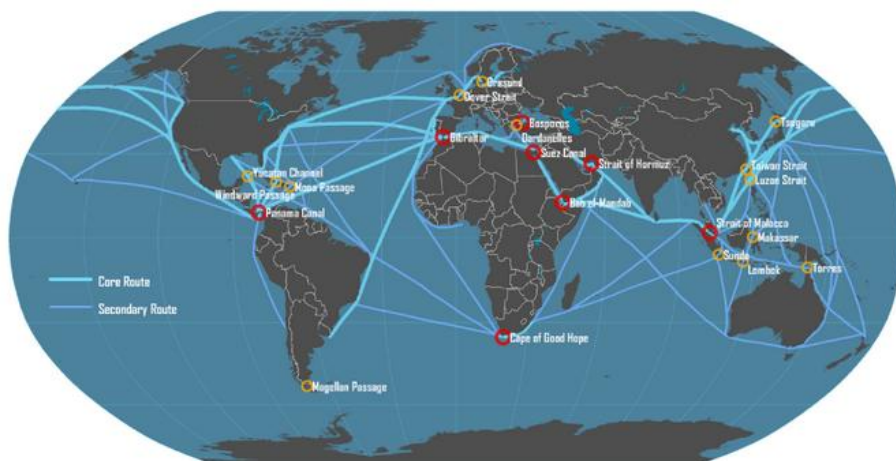 Oresund
Dover Strait
Bosporus
Dardanelles
Gibraltar
Suez Canal
Strait of Hormuz
Tsugaru
Taiwan Strait
Luzon Strait
Yucatan Channel
Windward Passage
Mona Passage
Panama Canal
Bab el-Mandab
Strait of Malacca
Makassar
Sunda
Lombok
Torres
Core Route
Secondary Route
Cape of Good Hope
Magellan Passage